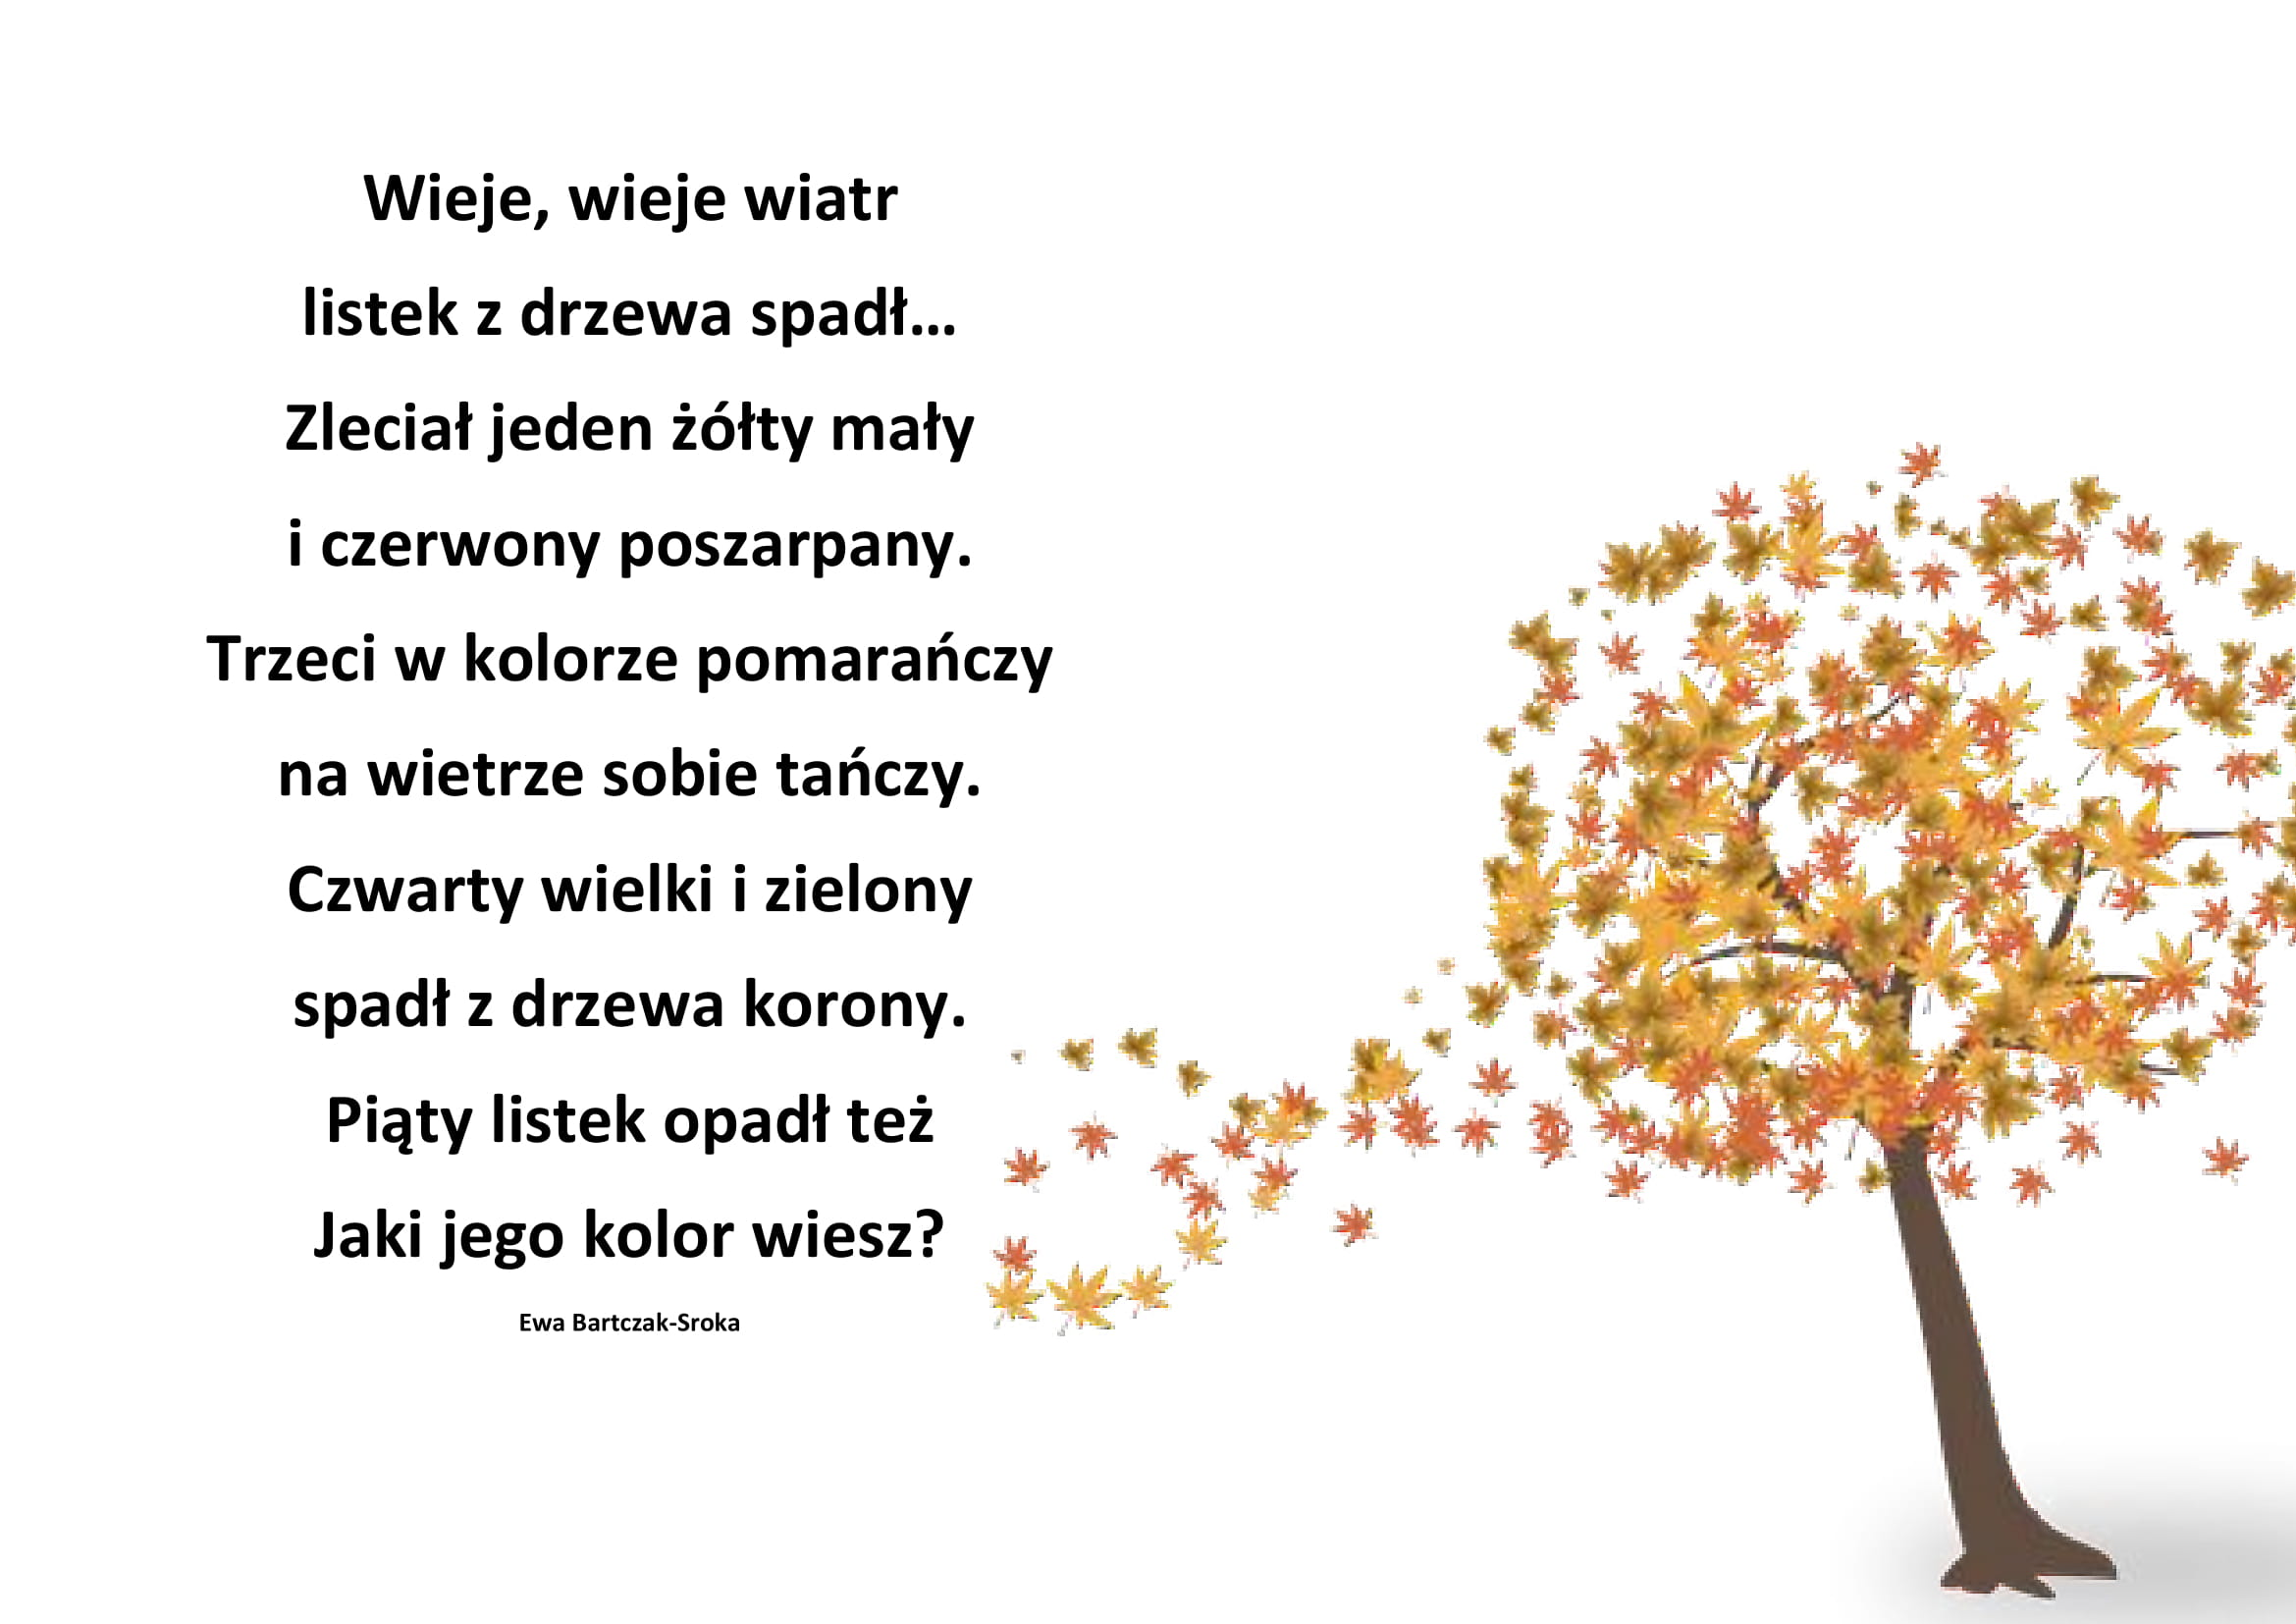 Wieje, wieje wiatr
listek z drzewa spadł...
Zleciał jeden żółty mały
i czerwony poszarpany.
Trzeci w kolorze pomarańczy
na wietrze sobie tańczy.
Czwarty wielki i zielony
spadł z drzewa korony.
Piąty listek opadł też
Jaki jego kolor wiesz?
Ewa Bartczak-Sroka